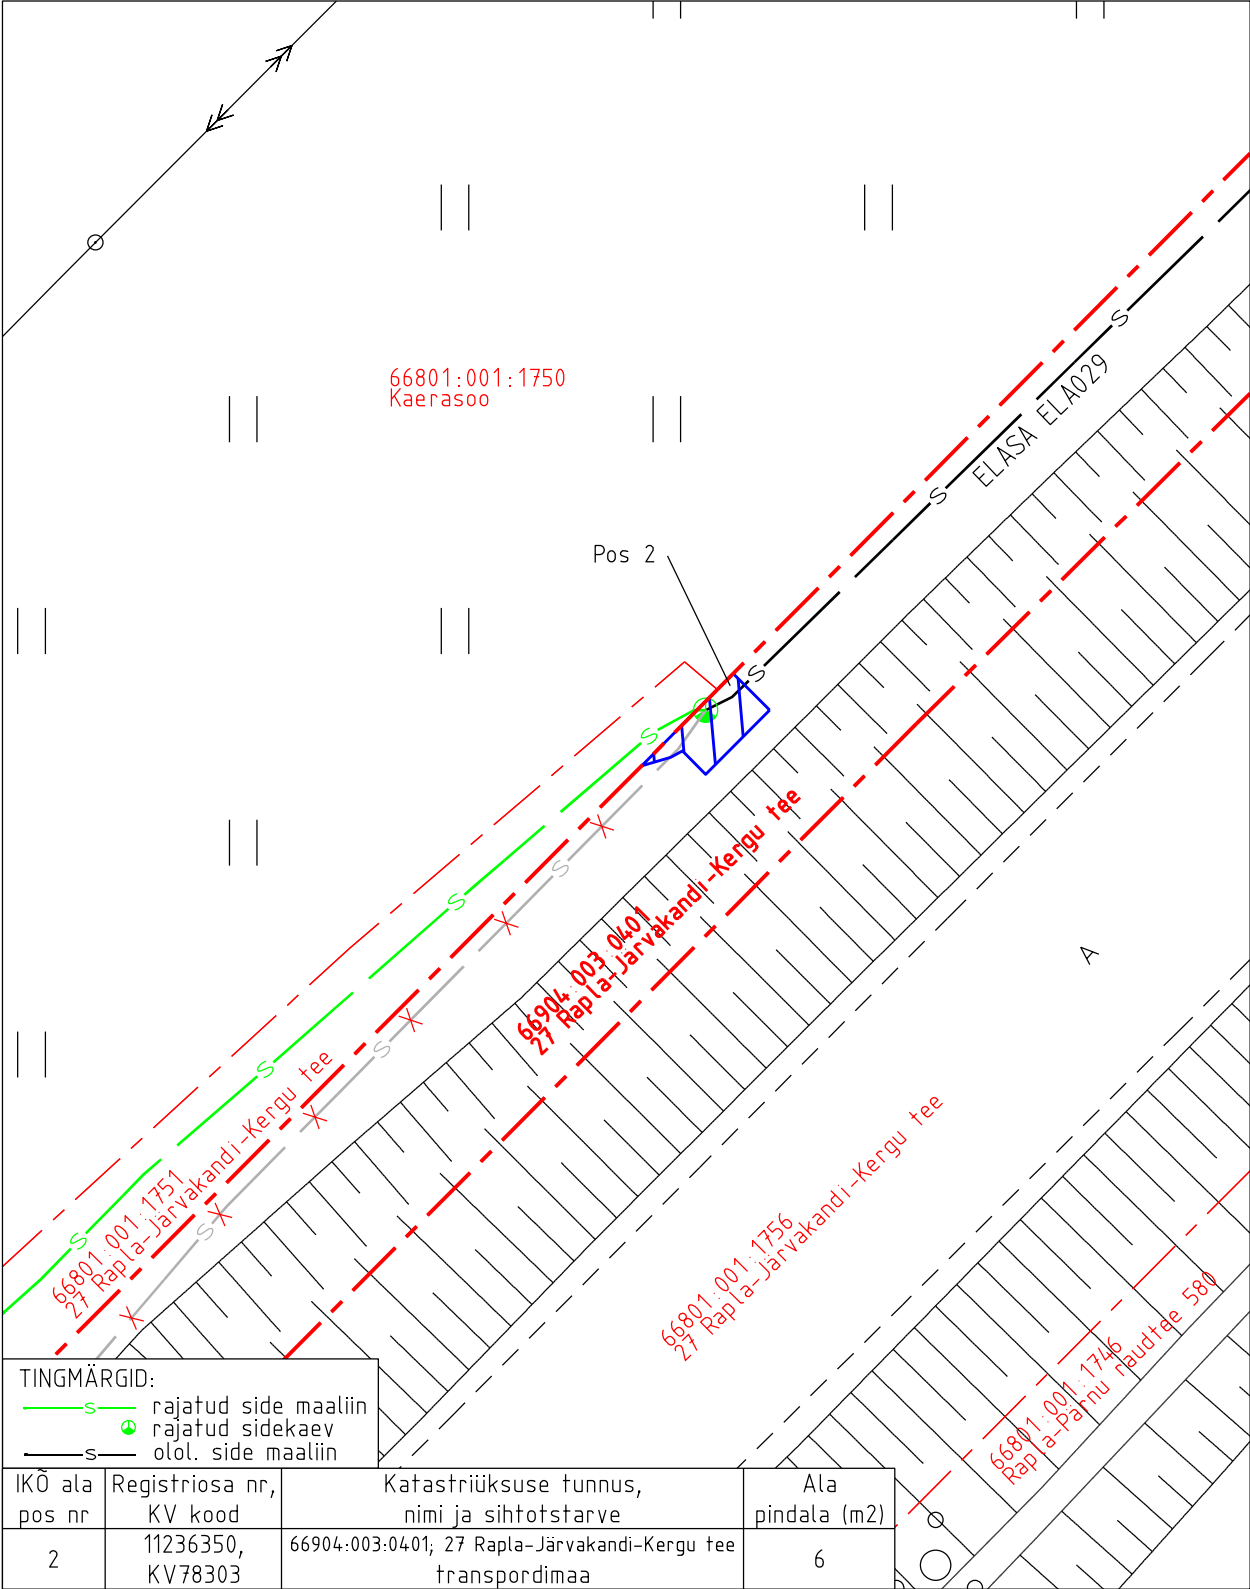 66801:001:1750
Kaerasoo
ELASA ELA029
S
S
Pos 2
S
S
S
S
66904:003:0401
27 Rapla-Järvakandi-Kergu tee
A
S
S
66801:001:1751
27 Rapla-Järvakandi-Kergu tee
S
S
66801:001:1756
27 Rapla-Järvakandi-Kergu tee
66801:001:1746
Rapla-Pärnu raudtee 580
TINGMÄRGID:
S rajatud side maaliin
rajatud sidekaev
S olol. side maaliin
IKÕ ala pos nr
Registriosa nr, KV kood
Katastriüksuse tunnus, nimi ja sihtotstarve
Ala pindala (m2)
2
11236350, KV78303
66904:003:0401; 27 Rapla-Järvakandi-Kergu tee transpordimaa
6